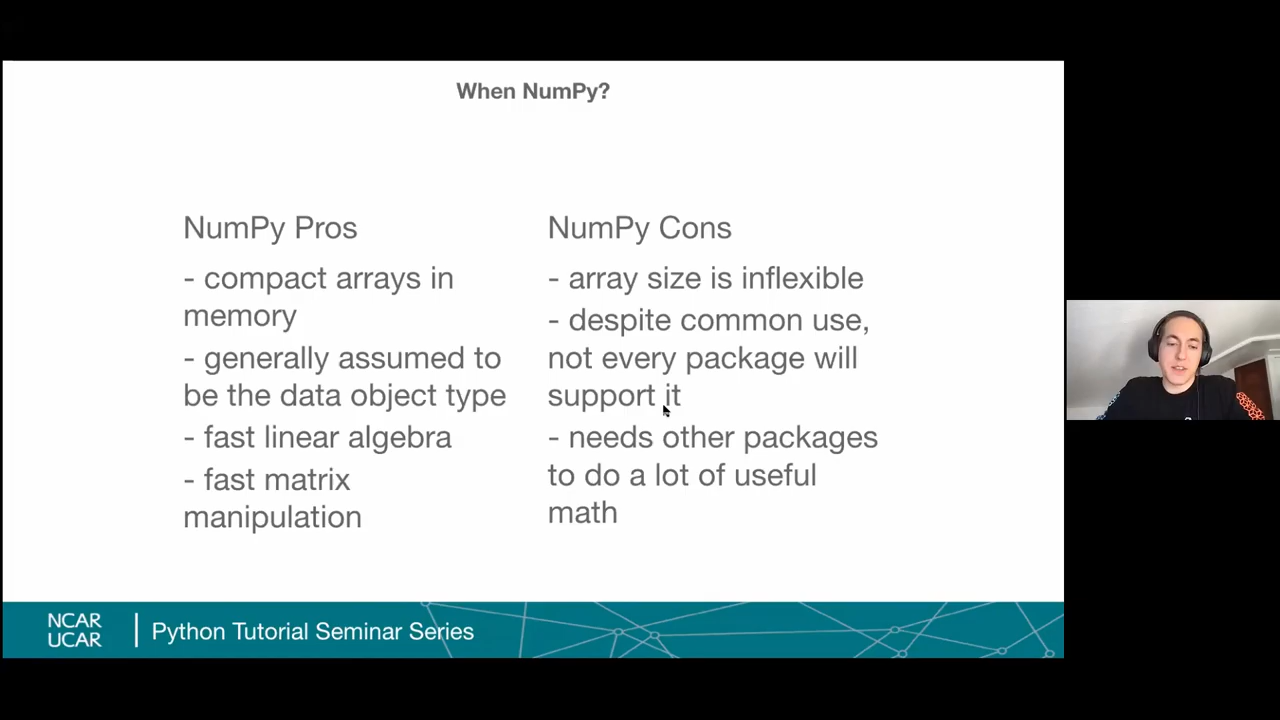 When NumPy?
NumPy Pros
- compact arrays in
memory
- generally assumed to
be the data object type
- fast linear algebra
- fast matrix
manipulation
NumPy Cons
- array size is inflexible
- despite common use,
not every package will
support it
- needs other packages
to do a lot of useful
math
NCAR
UCAR
Python Tutorial Seminar Series